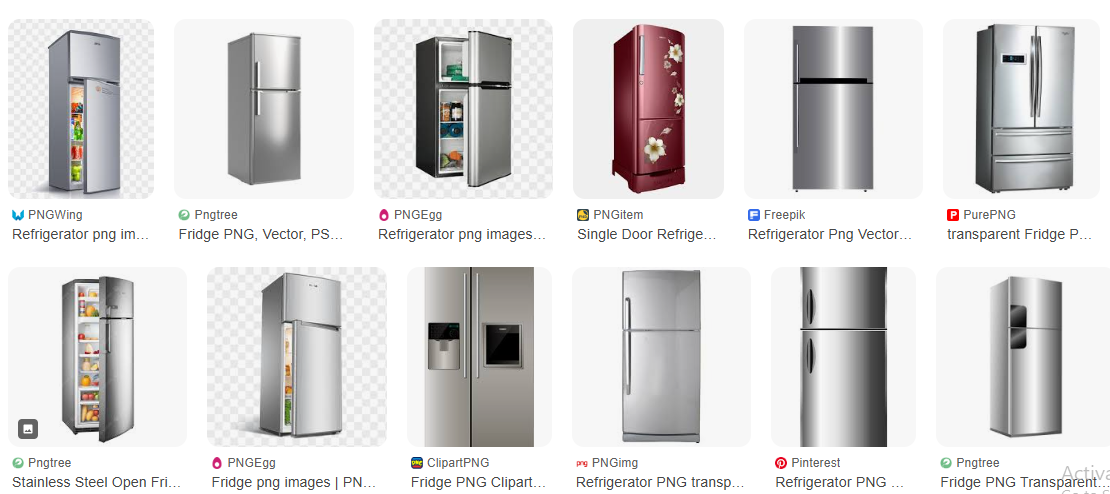 PNGWing
Refrigerator png im...
Pngtree
Fridge PNG, Vector, PS...
PNGEgg
Refrigerator png images...
PNGitem
Single Door Refrige...
Freepik
Refrigerator Png Vector...
PurePNG
transparent Fridge P...
Pngtree
Stainless Steel Open Fri...
PNGEgg
Fridge png images | PN...
ClipartPNG
Fridge PNG Clipart...
png
PNGimg
Refrigerator PNG transp...
Pinterest
Refrigerator PNG ...
Pngtree
Fridge PNG Transparent...
Activa